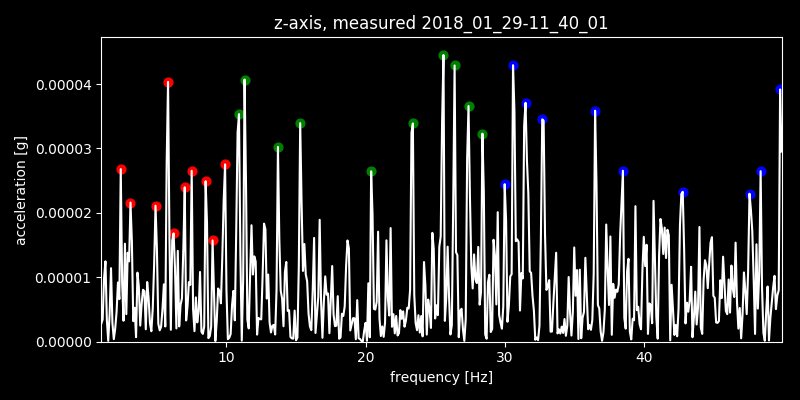 z-axis, measured 2018_01_29-11_40_01
0.00004
0.00003
0.00002
0.00001
0.00000
acceleration [g]
10 20 30 40
frequency [Hz]